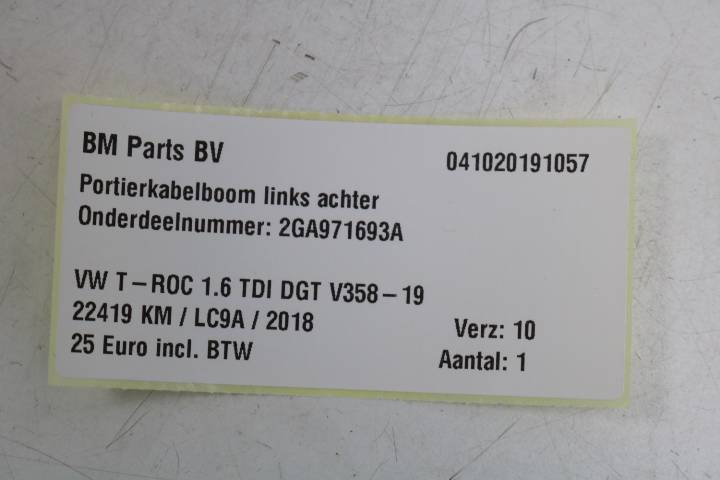 BM Parts BV 041020191057
Portierkabelboom links achter
Onderdeelnummer: 2GA971693A
VW T-ROC 1.6 TDI DGT V358-19
22419 KM / LC9A / 2018 Verz: 10
25 Euro incl. BTW Aantal: 1